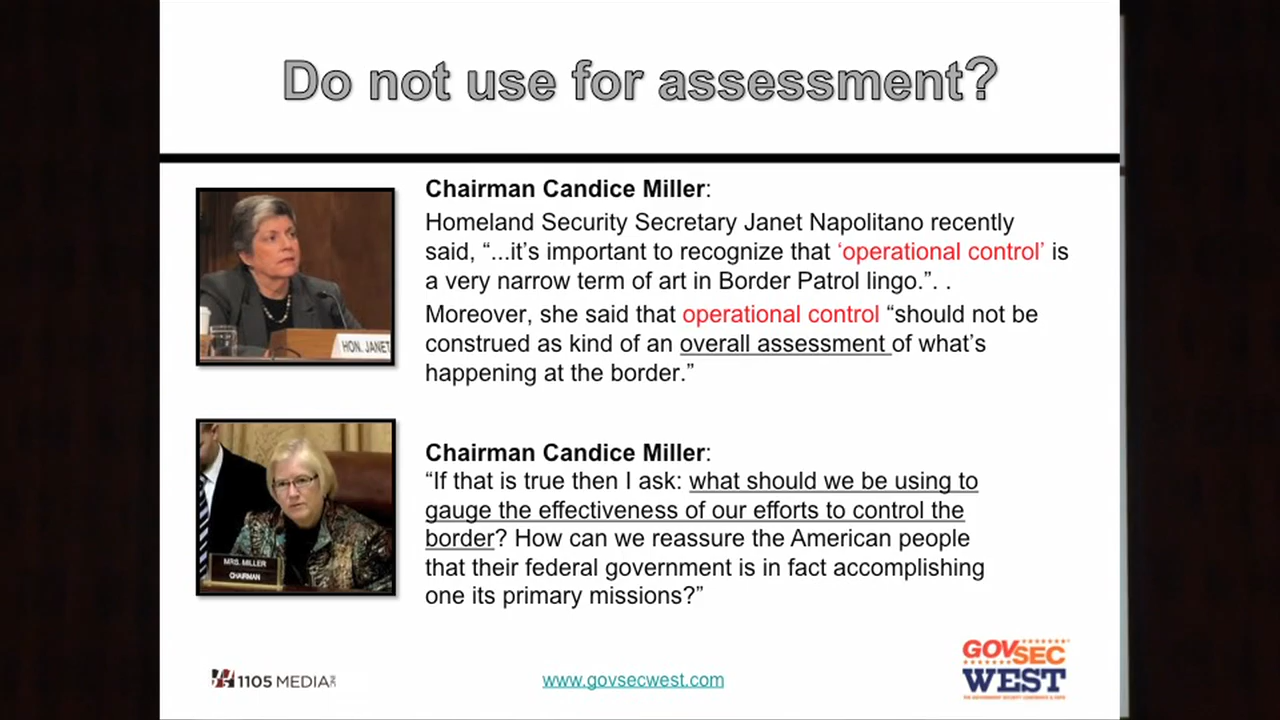 Do not use for assessment?
Chairman Candice Miller:
Homeland Security Secretary Janet Napolitano recently
said, “...it’s important to recognize that ‘operational control’ is
a very narrow term of art in Border Patrol lingo.”. .
Moreover, she said that operational control “should not be
construed as kind of an overall assessment of what’s
happening at the border.”
HON. JANET
Chairman Candice Miller:
“If that is true then I ask: what should we be using to
gauge the effectiveness of our efforts to control the
border? How can we reassure the American people
that their federal government is in fact accomplishing
one its primary missions?”
MRS. MILLER
CHAIRMAN
1105 MEDIA
www.govsecwest.com
GOVSEC
WEST